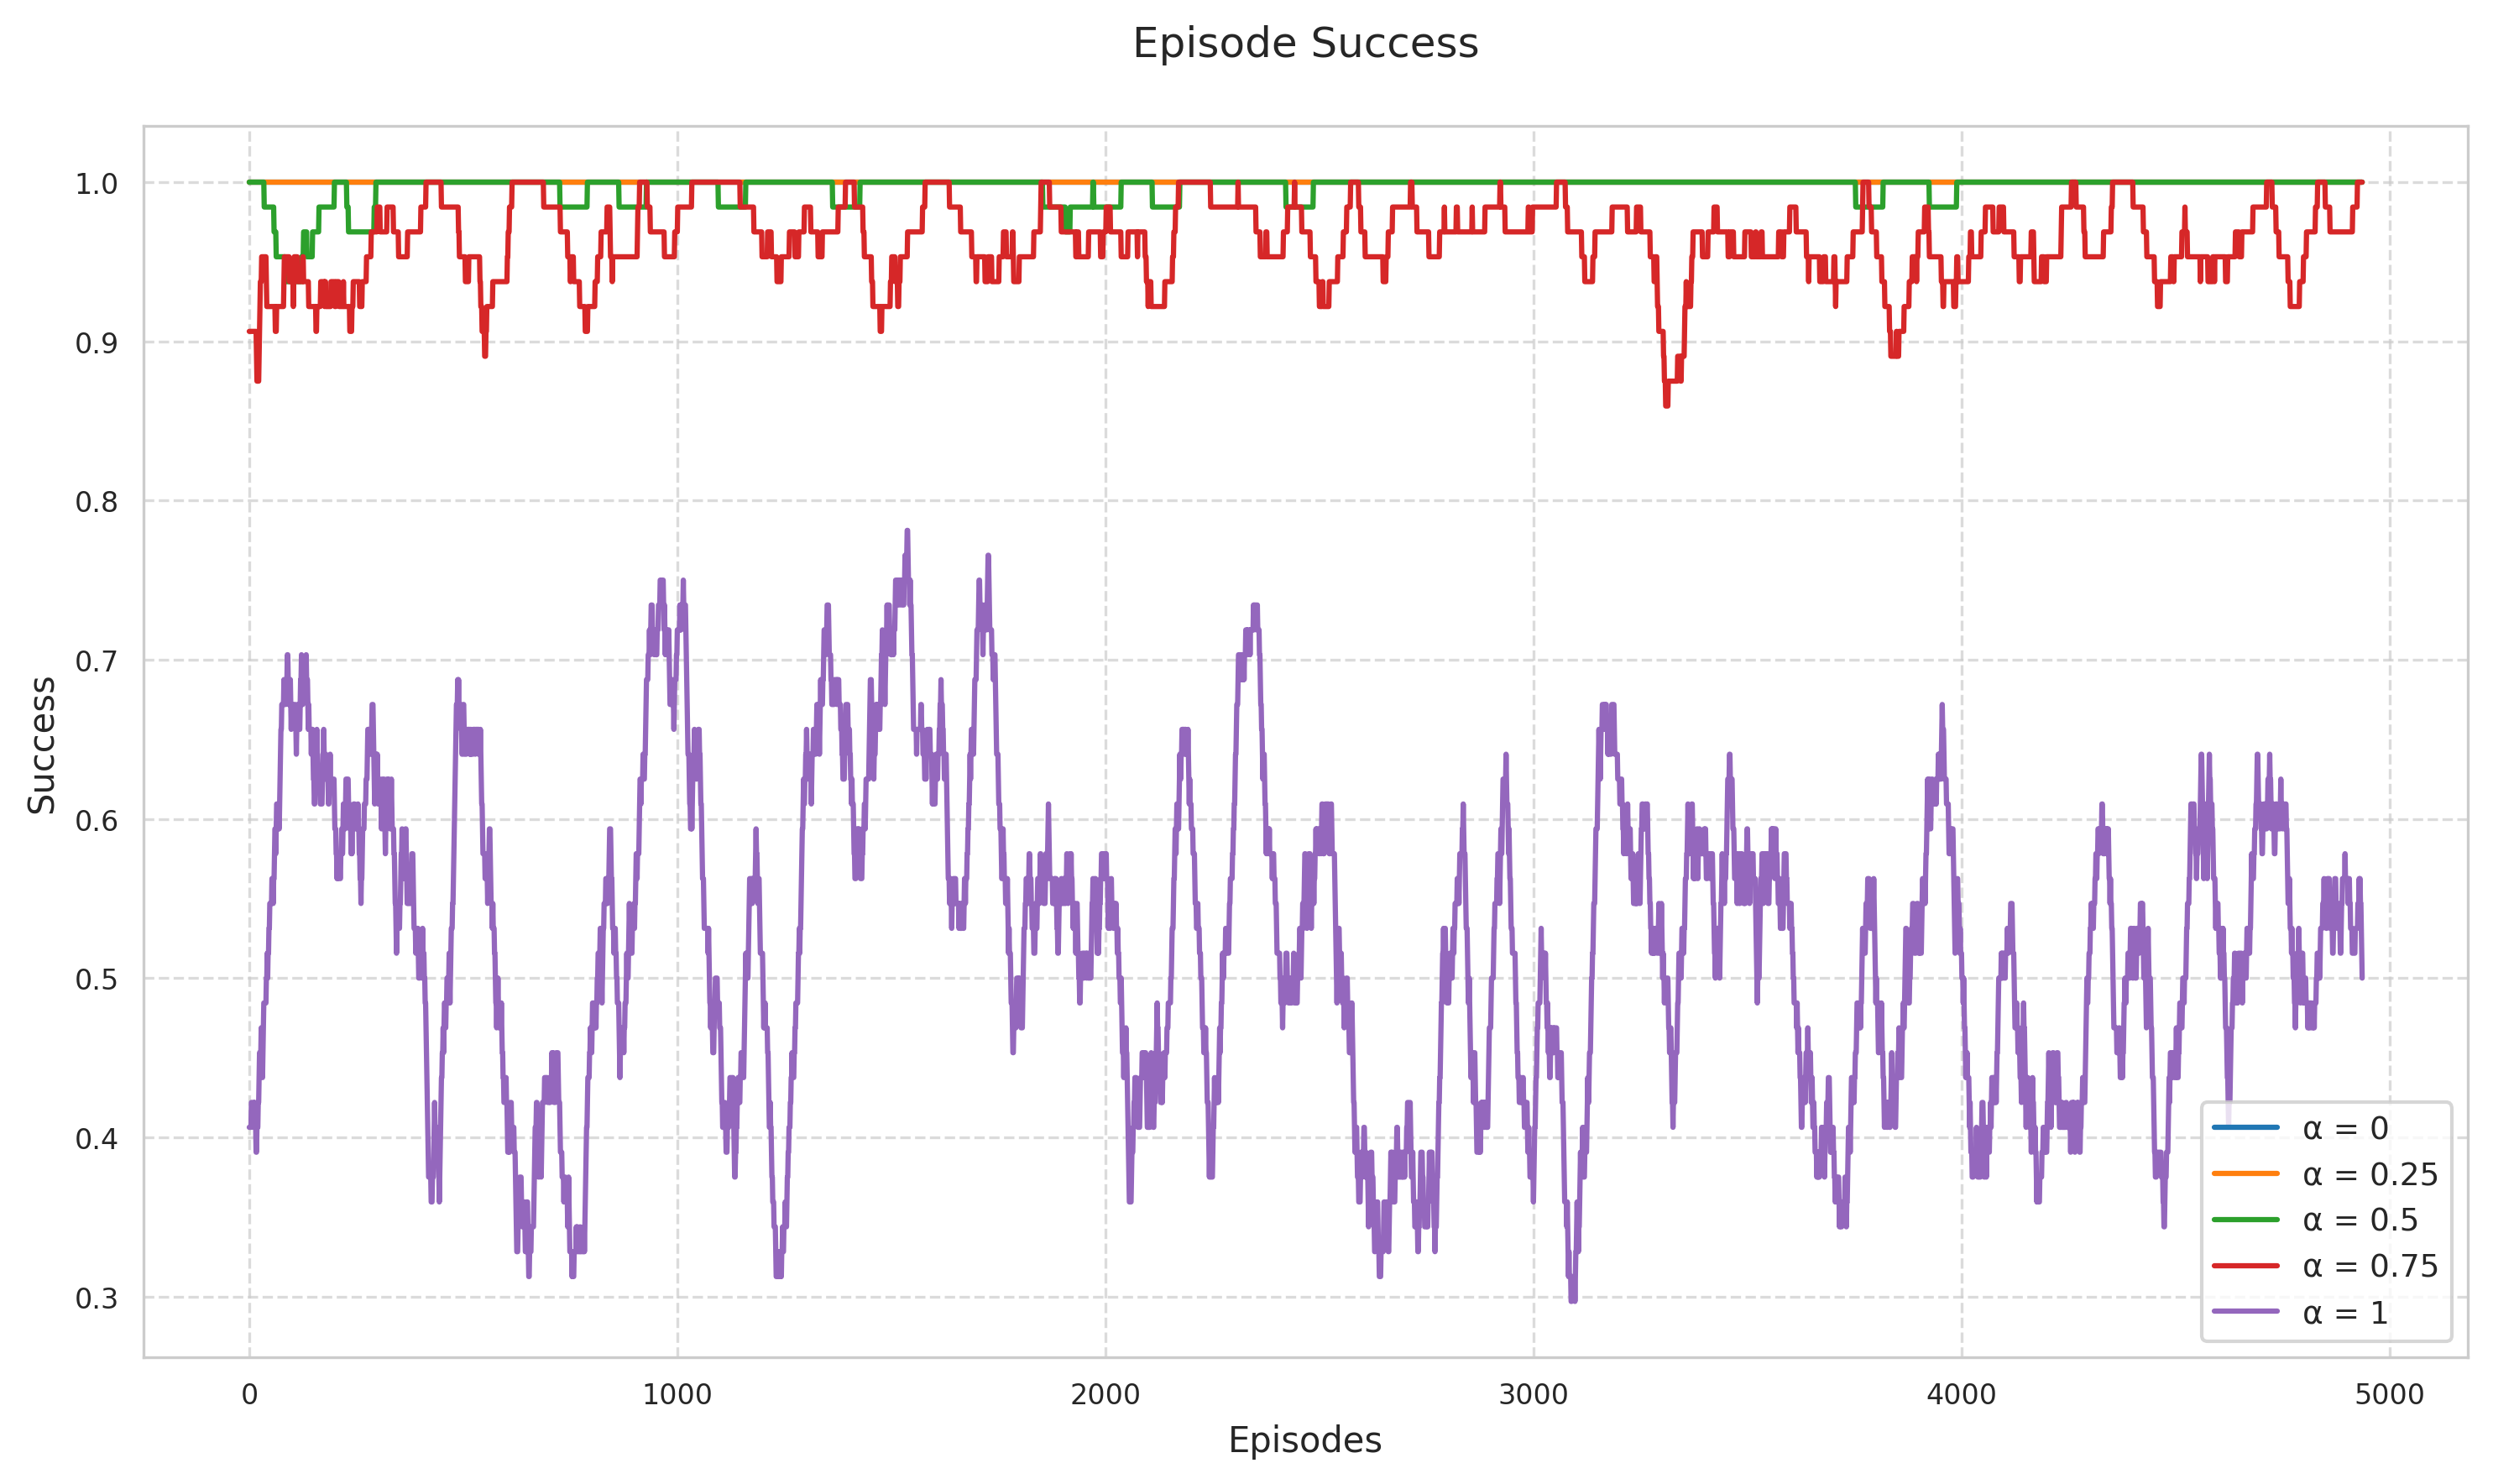 Episode Success
1.0
0.9
0.8
0.7
0.6
0.5
0.4
0.3
Success
0 1000 2000 3000 4000 5000
Episodes
α = 0
α = 0.25
α = 0.5
α = 0.75
α = 1